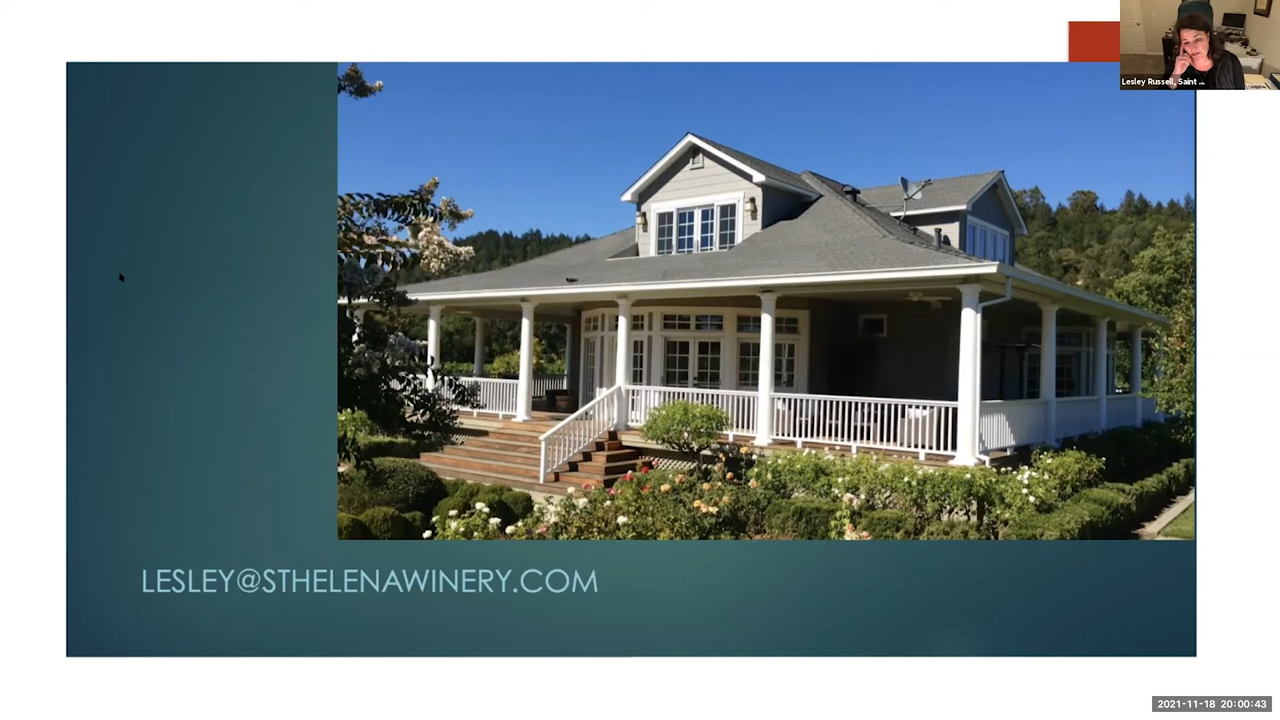 Lesley Russell, Saint ...
LESLEY@STHELENAWINERY.COM
2021-11-18 20:00:43